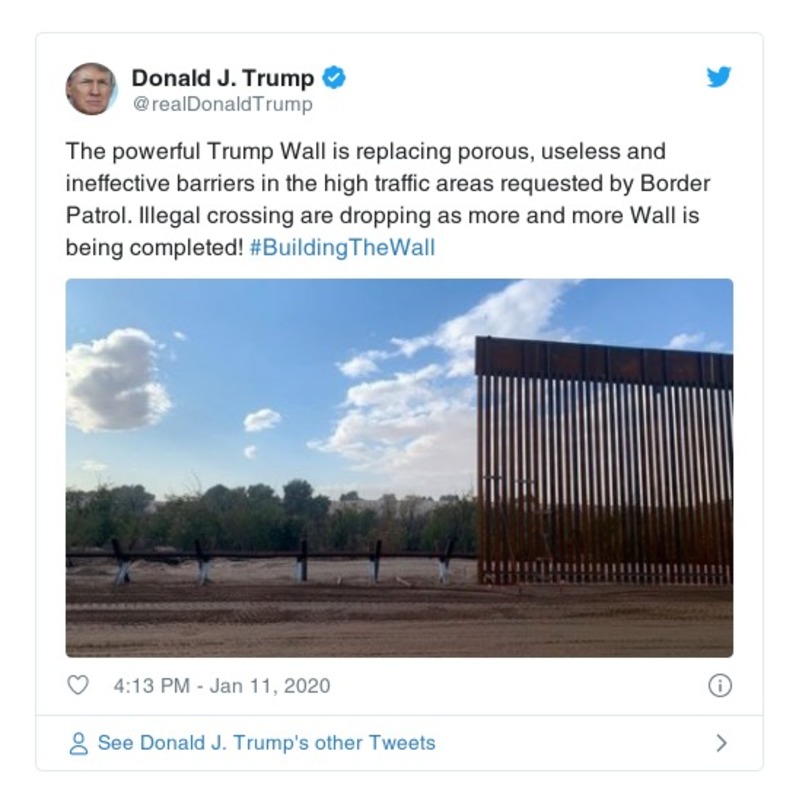 Donald J. Trump
@realDonaldTrump
The powerful Trump Wall is replacing porous, useless and
ineffective barriers in the high traffic areas requested by Border
Patrol. Illegal crossing are dropping as more and more Wall is
being completed! #BuildingTheWall
4:13 PM - Jan 11, 2020
See Donald J. Trump's other Tweets